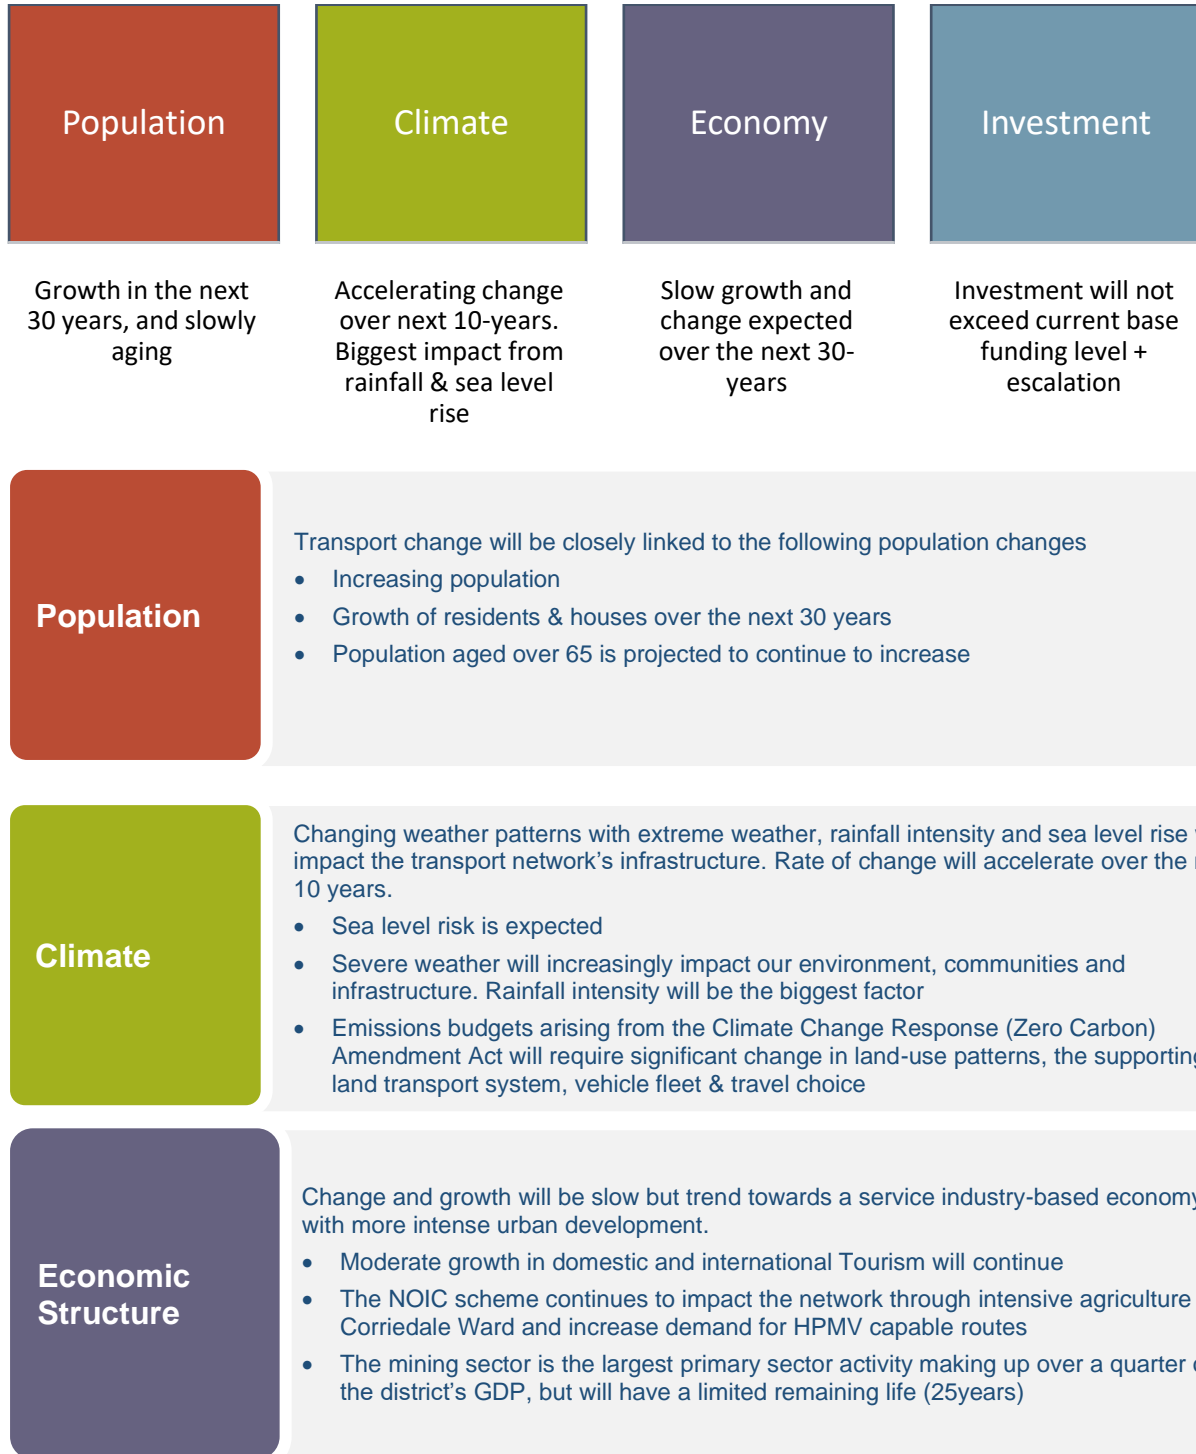 Population
Climate
Economy
Investment
Growth in the next
30 years, and slowly
aging
Accelerating change
over next 10-years.
Biggest impact from
rainfall & sea level
rise
Slow growth and
change expected
over the next 30-
years
Investment will not
exceed current base
funding level +
escalation
Population
Transport change will be closely linked to the following population changes
• Increasing population
• Growth of residents & houses over the next 30 years
• Population aged over 65 is projected to continue to increase
Climate
Changing weather patterns with extreme weather, rainfall intensity and sea level rise
impact the transport network’s infrastructure. Rate of change will accelerate over the
10 years.
• Sea level risk is expected
• Severe weather will increasingly impact our environment, communities and
infrastructure. Rainfall intensity will be the biggest factor
• Emissions budgets arising from the Climate Change Response (Zero Carbon)
Amendment Act will require significant change in land-use patterns, the supporting
land transport system, vehicle fleet & travel choice
Economic
Structure
Change and growth will be slow but trend towards a service industry-based economy
with more intense urban development.
• Moderate growth in domestic and international Tourism will continue
• The NOIC scheme continues to impact the network through intensive agriculture
Corriedale Ward and increase demand for HPMV capable routes
• The mining sector is the largest primary sector activity making up over a quarter
the district’s GDP, but will have a limited remaining life (25years)